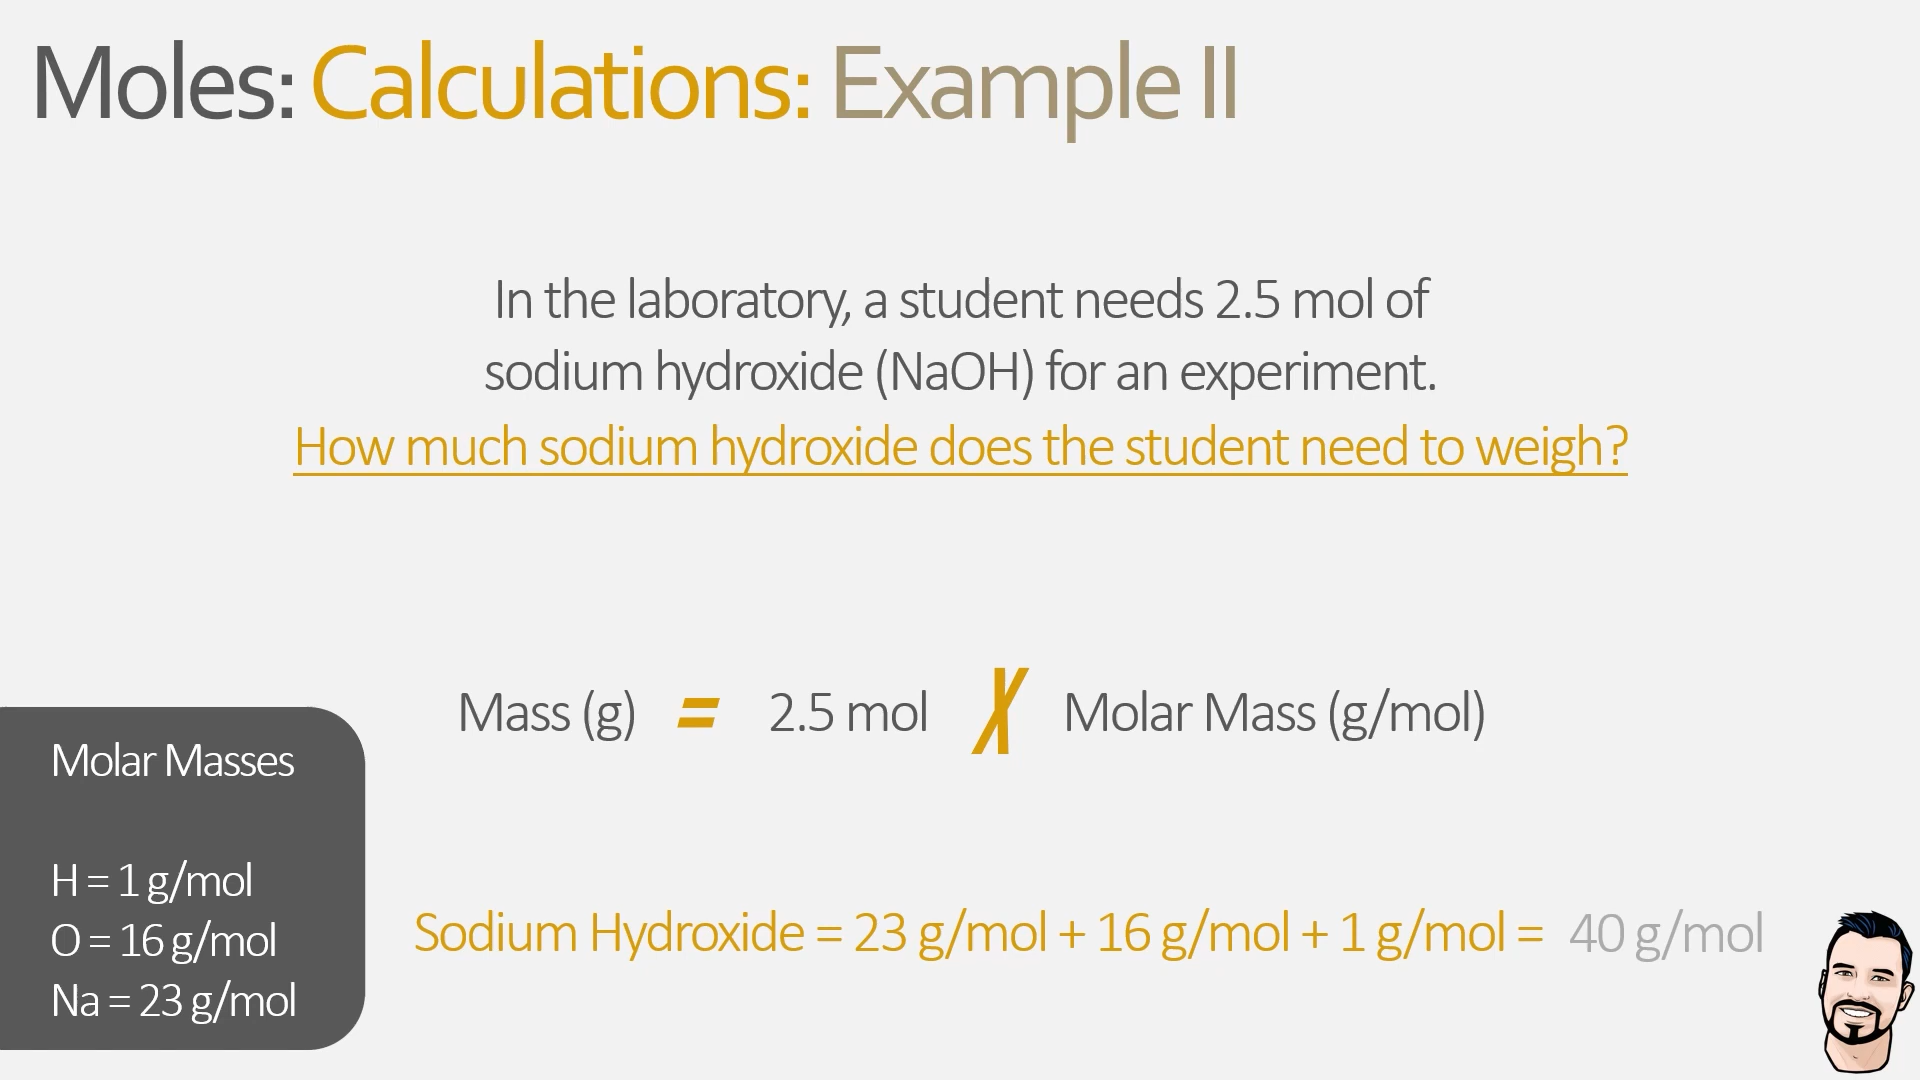 Moles: Calculations: Example II
In the laboratory, a student needs 2.5 mol of
sodium hydroxide (NaOH) for an experiment.
How much sodium hydroxide does the student need to weigh?
Mass (g) = 2.5 mol X Molar Mass (g/mol)
Molar Masses
H = 1 g/mol
O = 16 g/mol
Na = 23 g/mol
Sodium Hydroxide = 23 g/mol + 16 g/mol + 1 g/mol = 40 g/mol